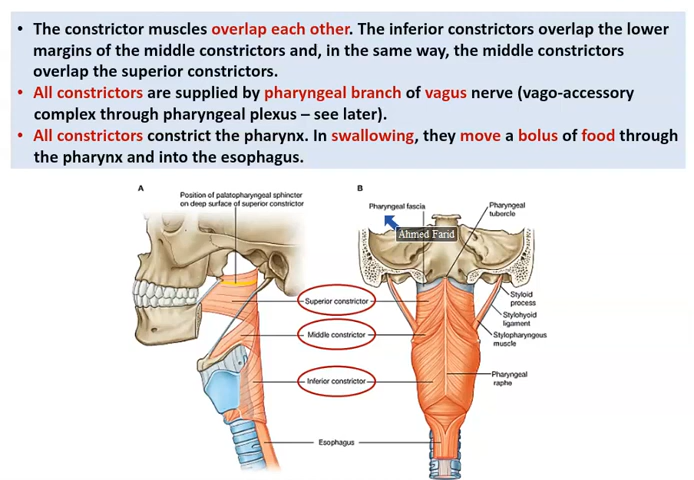 • The constrictor muscles overlap each other. The inferior constrictors overlap the lower
margins of the middle constrictors and, in the same way, the middle constrictors
overlap the superior constrictors.
• All constrictors are supplied by pharyngeal branch of vagus nerve (vago-accessory
complex through pharyngeal plexus – see later).
• All constrictors constrict the pharynx. In swallowing, they move a bolus of food through
the pharynx and into the esophagus.
A
Position of palatopharyngeal sphincter
on deep surface of superior constrictor
B
Pharyngeal fascia
Pharyngeal
tubercle
Ahmed Farid
Superior constrictor
Styloid
process
Stylohyoid
ligament
Middle constrictor
Stylopharyngeus
muscle
Inferior constrictor
Pharyngeal
raphe
Esophagus